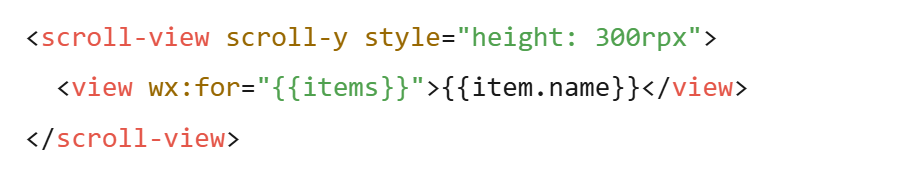 <scroll-view scroll-y style="height: 300rpx">
  <view wx:for="{{items}}">{{item.name}}</view>
</scroll-view>